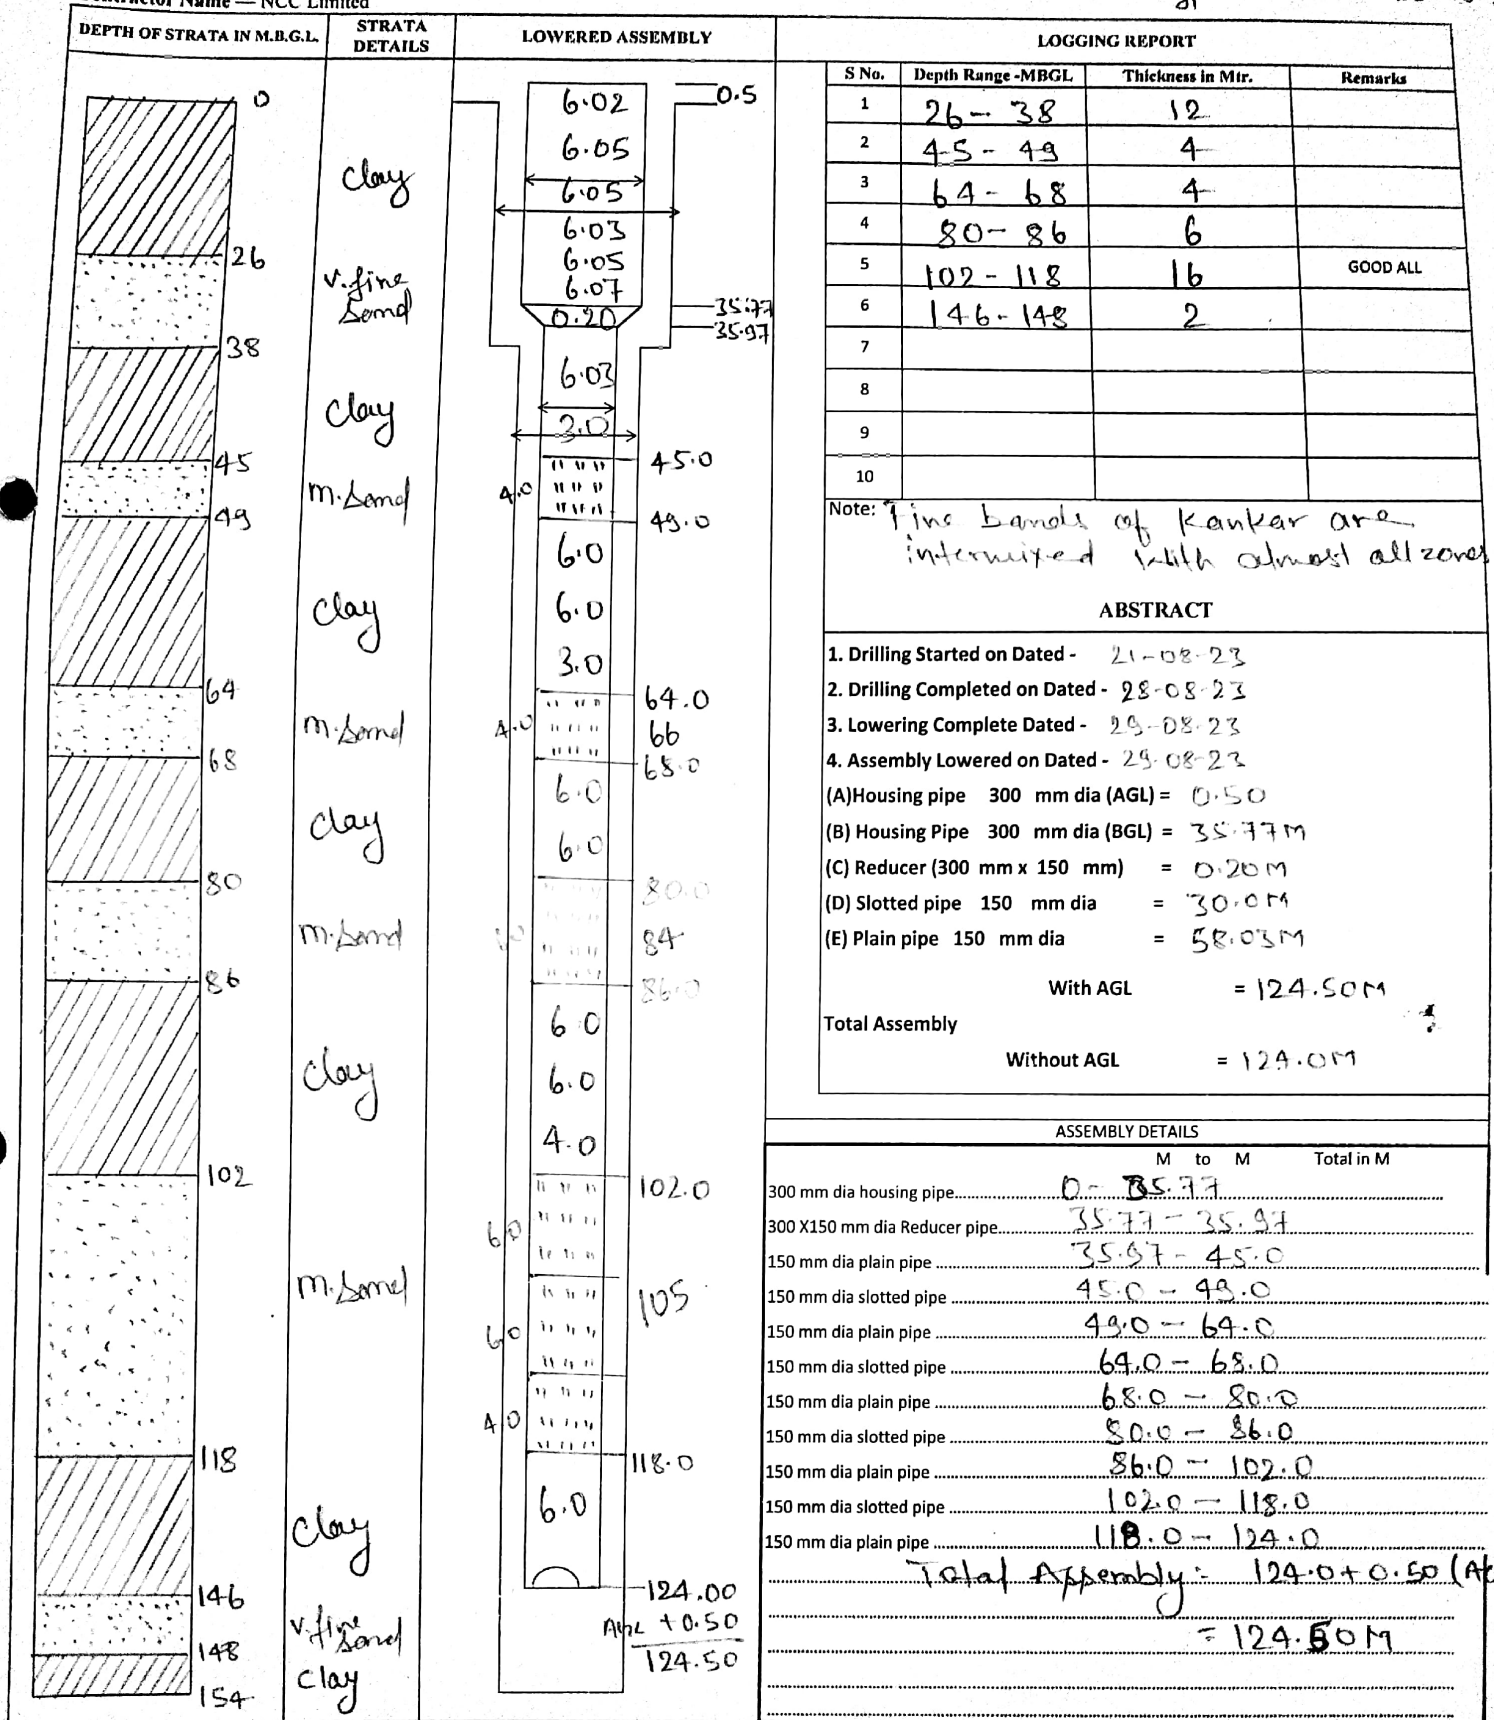 Contractor Name — NCC Limited
DEPTH OF STRATA IN M.B.G.L.
STRATA DETAILS
LOWERED ASSEMBLY
LOGGING REPORT
0
26
38
45
49
64
68
80
86
102
118
146
148
154
Clay
v.fine
Sand
Clay
m.Sand
Clay
m.Sand
Clay
m.Sand
Clay
m.Sand
Clay
v.fine
Sand
Clay
6.02
0.5
6.05
6.05
6.03
6.05
6.07
0.20
35.77
35.97
6.03
3.0
45.0
4.0
49.0
6.0
6.0
3.0
64.0
4.0
66
68.0
6.0
6.0
80.0
84
86.0
6.0
6.0
4.0
102.0
6.0
105
6.0
4.0
118.0
6.0
124.00
AGL +0.50
124.50
S No. Depth Range -MBGL Thickness in Mtr. Remarks
1 26 - 38 12
2 45 - 49 4
3 64 - 68 4
4 80 - 86 6
5 102 - 118 16 GOOD ALL
6 146 - 148 2
7
8
9
10
Note: Fine bands of Kankar are
intermixed with almost all zones
ABSTRACT
1. Drilling Started on Dated - 21-08-23
2. Drilling Completed on Dated - 28-08-23
3. Lowering Complete Dated - 29-08-23
4. Assembly Lowered on Dated - 29-08-23
(A)Housing pipe 300 mm dia (AGL) = 0.50
(B) Housing Pipe 300 mm dia (BGL) = 35.77M
(C) Reducer (300 mm x 150 mm) = 0.20M
(D) Slotted pipe 150 mm dia = 30.0M
(E) Plain pipe 150 mm dia = 58.03M
With AGL = 124.50M
Total Assembly
Without AGL = 124.0M
ASSEMBLY DETAILS
M to M Total in M
300 mm dia housing pipe 0 - 35.77
300 X150 mm dia Reducer pipe 35.77 - 35.97
150 mm dia plain pipe 35.97 - 45.0
150 mm dia slotted pipe 45.0 - 49.0
150 mm dia plain pipe 49.0 - 64.0
150 mm dia slotted pipe 64.0 - 68.0
150 mm dia plain pipe 68.0 - 80.0
150 mm dia slotted pipe 80.0 - 86.0
150 mm dia plain pipe 86.0 - 102.0
150 mm dia slotted pipe 102.0 - 118.0
150 mm dia plain pipe 118.0 - 124.0
Total Assembly:- 124.0 + 0.50
= 124.50M